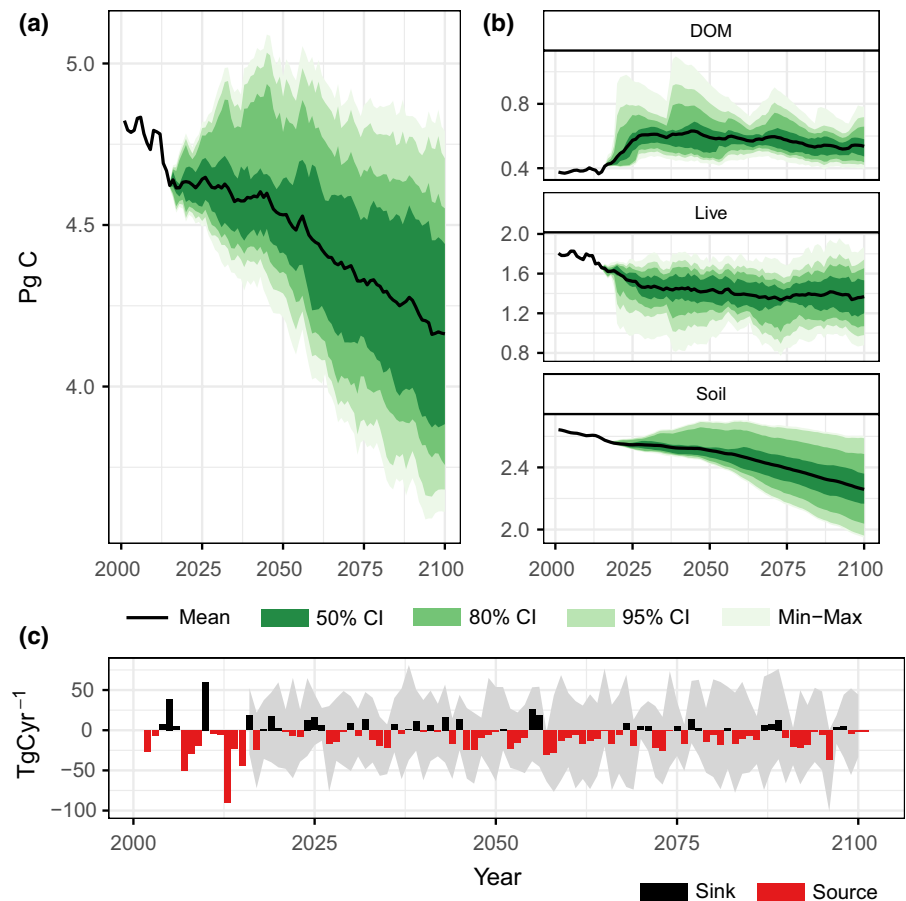 (a)
Pg C
5.0
4.5
4.0
2000 2025 2050 2075 2100
(b)
DOM
0.8
0.4
Live
2.0
1.6
1.2
0.8
Soil
2.4
2.0
2000 2025 2050 2075 2100
Mean 50% CI 80% CI 95% CI Min−Max
(c)
TgCyr⁻¹
50
0
−50
−100
2000 2025 2050 2075 2100
Year
Sink Source